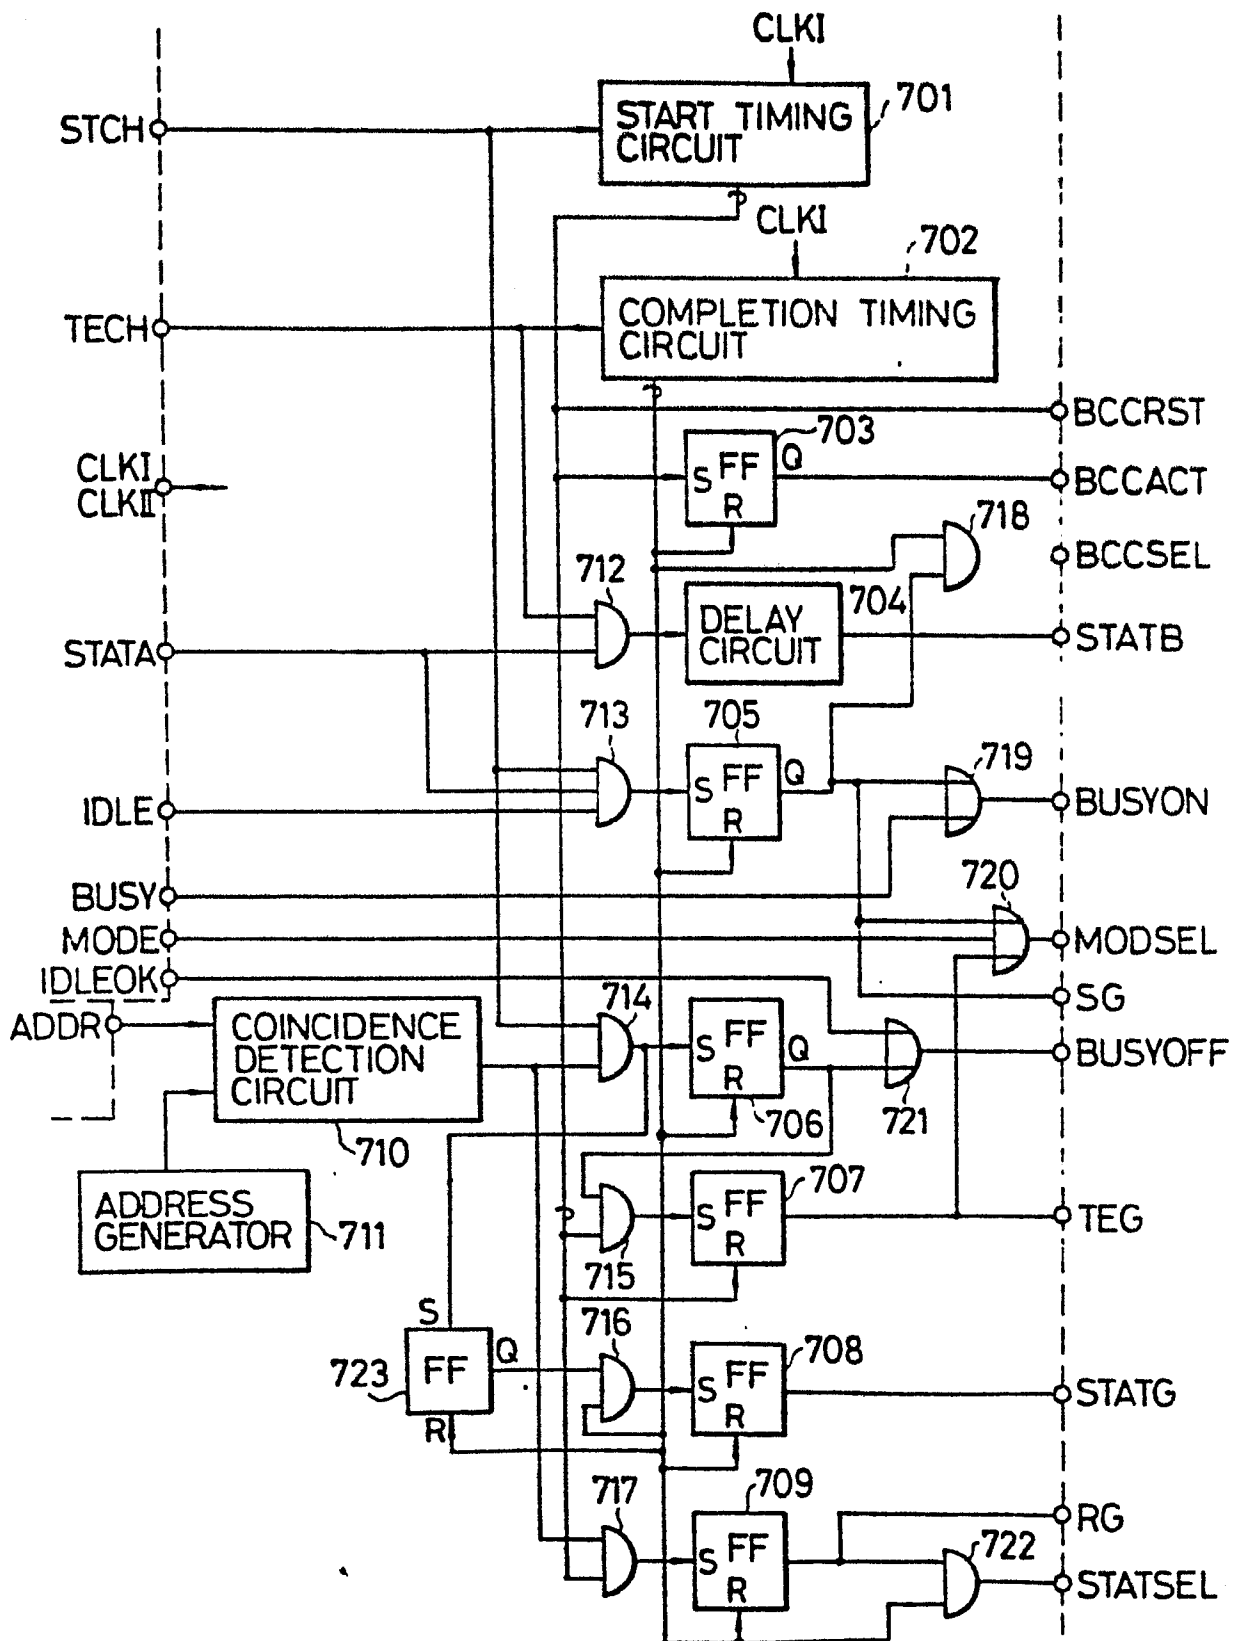 CLKI
STCH
START TIMING
CIRCUIT
701
CLKI
702
TECH
COMPLETION TIMING
CIRCUIT
BCCRST
703
CLKI
CLKII
S FF Q
R
BCCACT
718
712
BCCSEL
704
DELAY
CIRCUIT
STATA
STATB
713
705
719
S FF Q
R
IDLE
BUSYON
BUSY
720
MODE
MODSEL
IDLEOK
SG
714
ADDR
COINCIDENCE
DETECTION
CIRCUIT
S FF Q
R
BUSYOFF
706
721
710
707
ADDRESS
GENERATOR
711
S FF
R
TEG
715
716
S
FF Q
R
723
708
S FF
R
STATG
717
709
RG
S FF
R
722
STATSEL